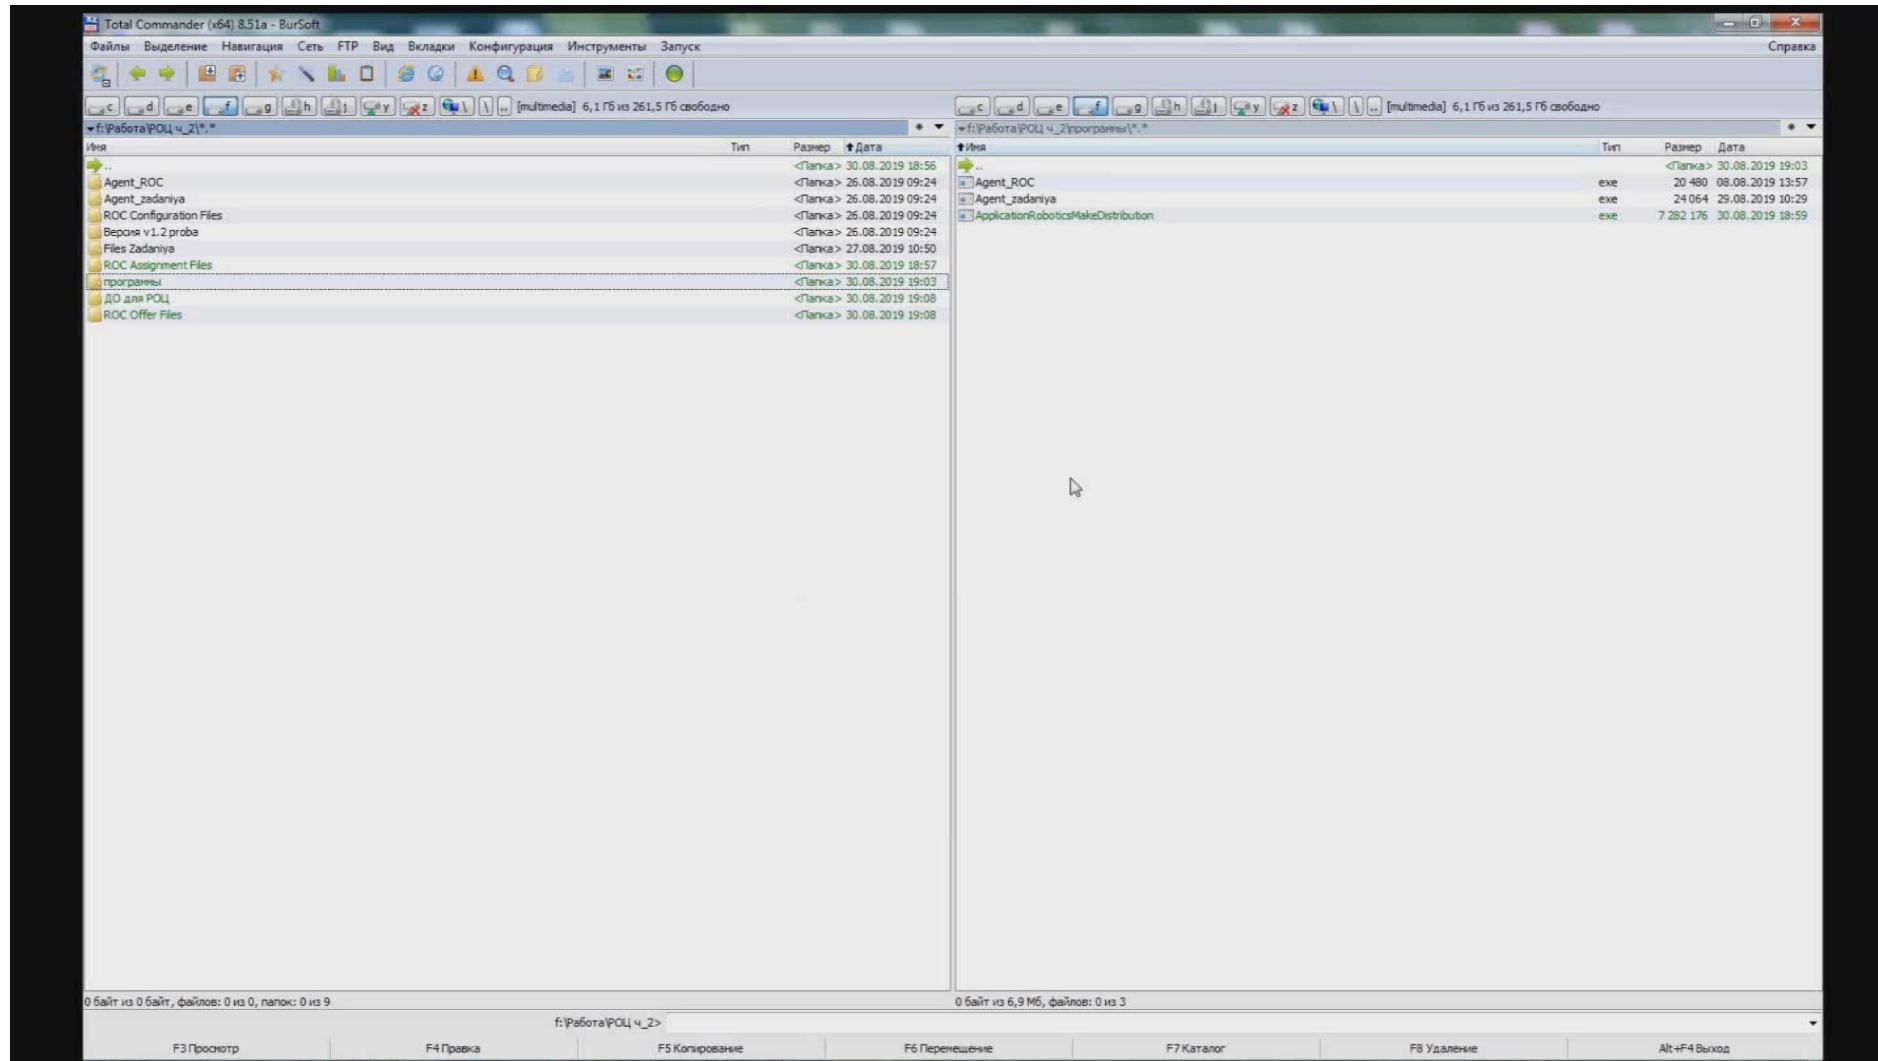 Total Commander (x64) 8.51a - BurSoft
Файлы Выделение Навигация Сеть FTP Вид Вкладки Конфигурация Инструменты Запуск Справка
c d e f g h j y z \ \ .. [multimedia] 6,1 Гб из 261,5 Гб свободно
f:\Работа\РОЦ ч_2\*.* * ▼
Имя Тип Размер Дата
.. <Папка> 30.08.2019 18:56
Agent_ROC <Папка> 26.08.2019 09:24
Agent_zadaniya <Папка> 26.08.2019 09:24
ROC Configuration Files <Папка> 26.08.2019 09:24
Версия v1.2 proba <Папка> 26.08.2019 09:24
Files Zadaniya <Папка> 27.08.2019 10:50
ROC Assignment Files <Папка> 30.08.2019 18:57
программы <Папка> 30.08.2019 19:03
ДО для РОЦ <Папка> 30.08.2019 19:08
ROC Offer Files <Папка> 30.08.2019 19:08
0 байт из 0 байт, файлов: 0 из 0, папок: 0 из 9
c d e f g h j y z \ \ .. [multimedia] 6,1 Гб из 261,5 Гб свободно
f:\Работа\РОЦ ч_2\программы\*.* * ▼
Имя Тип Размер Дата
.. <Папка> 30.08.2019 19:03
Agent_ROC exe 20 480 08.08.2019 13:57
Agent_zadaniya exe 24 064 29.08.2019 10:29
ApplicationRoboticsMakeDistribution exe 7 282 176 30.08.2019 18:59
0 байт из 6,9 Мб, файлов: 0 из 3
f:\Работа\РОЦ ч_2>
F3 Просмотр F4 Правка F5 Копирование F6 Перемещение F7 Каталог F8 Удаление Alt+F4 Выход